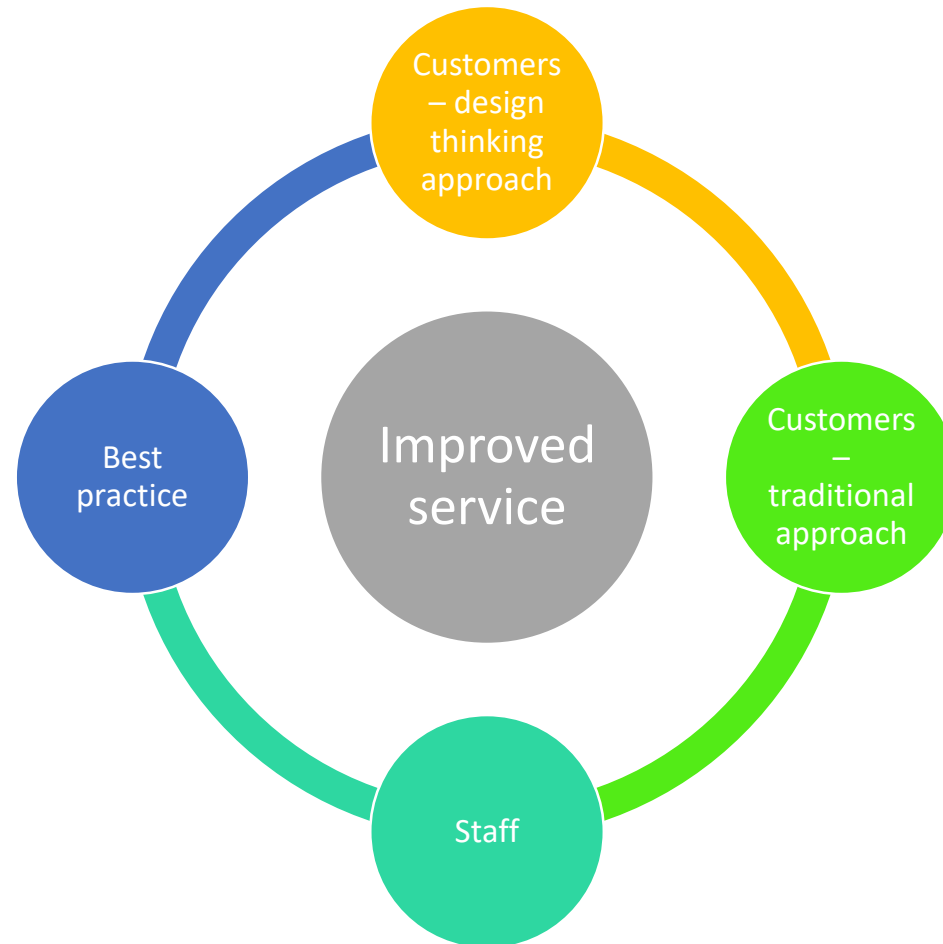 Customers
– design
thinking
approach
Customers
–
traditional
approach
Improved
service
Best
practice
Staff